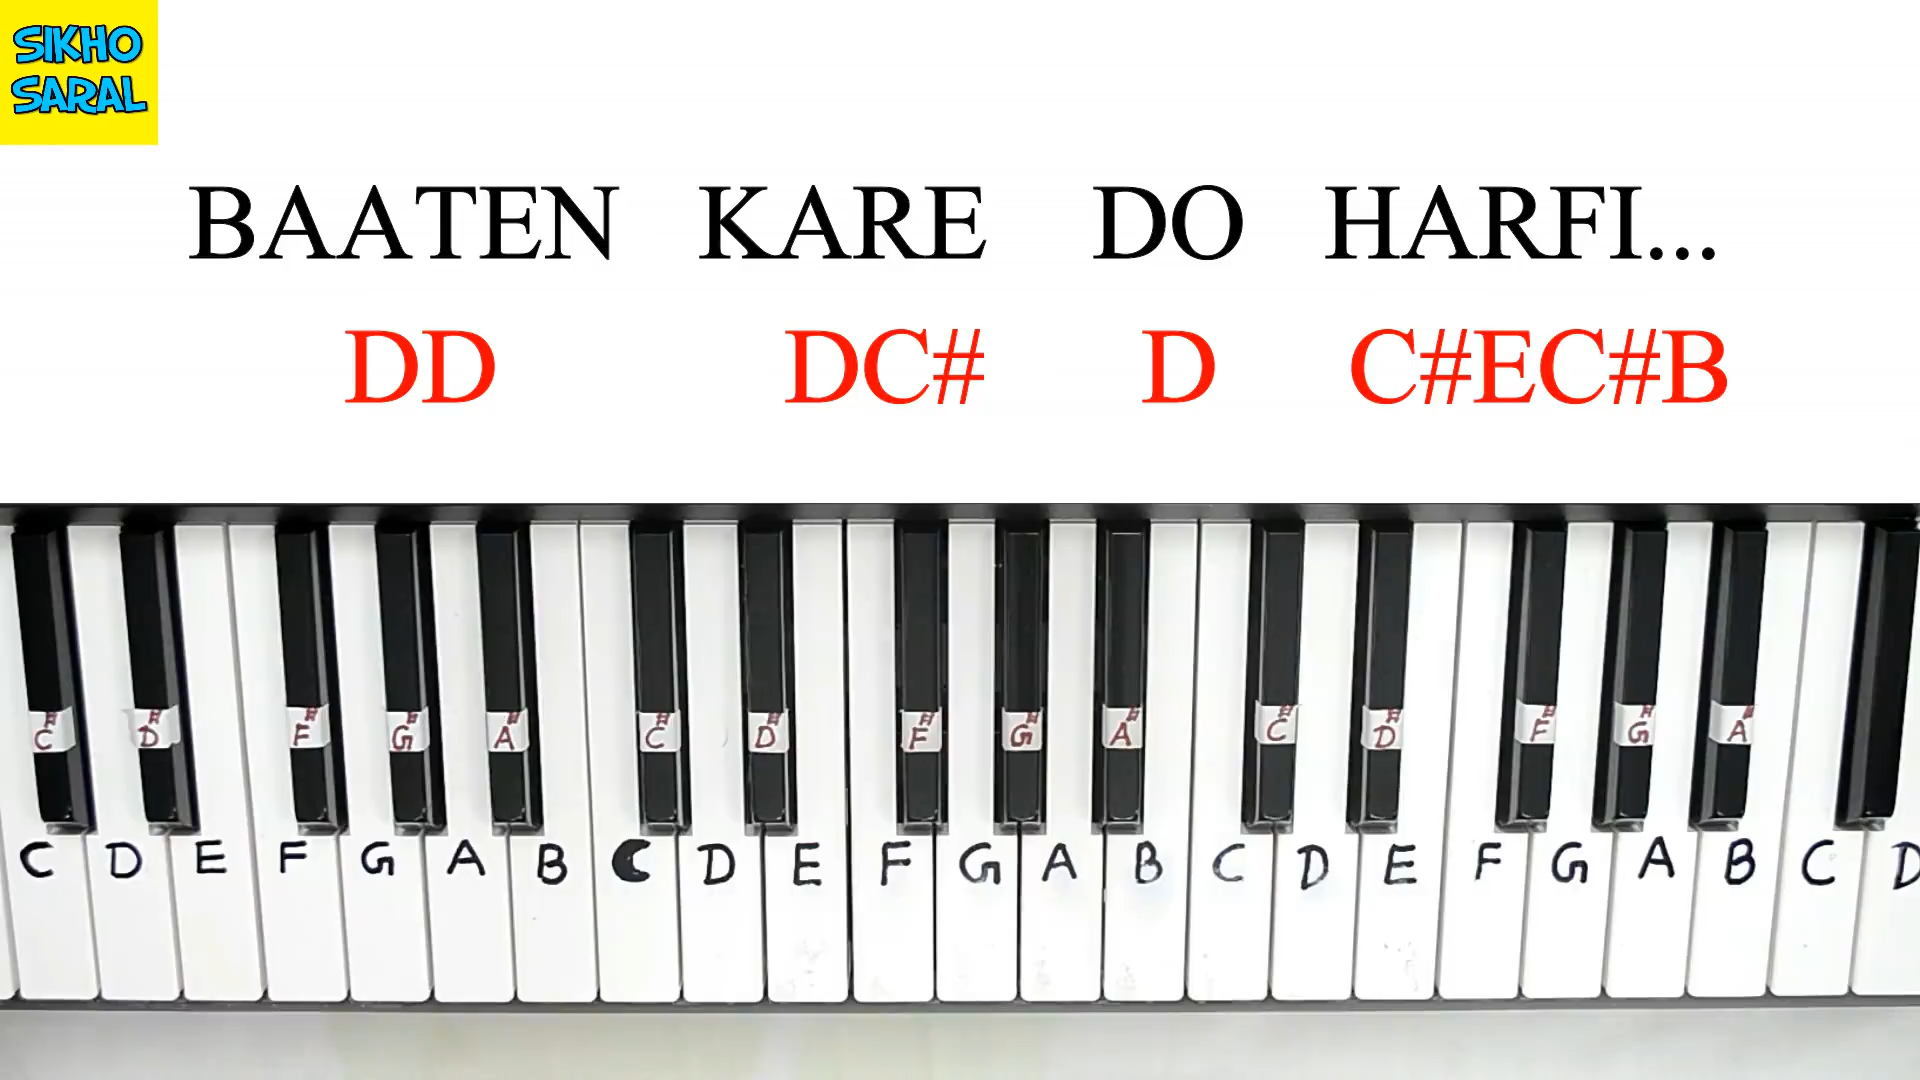 SIKHO
SARAL
BAATEN KARE DO HARFI...
DD DC# D C#EC#B
C# D# F# G# A# C# D# F# G# A# C# D# F# G# A#
C D E F G A B C D E F G A B C D E F G A B C D